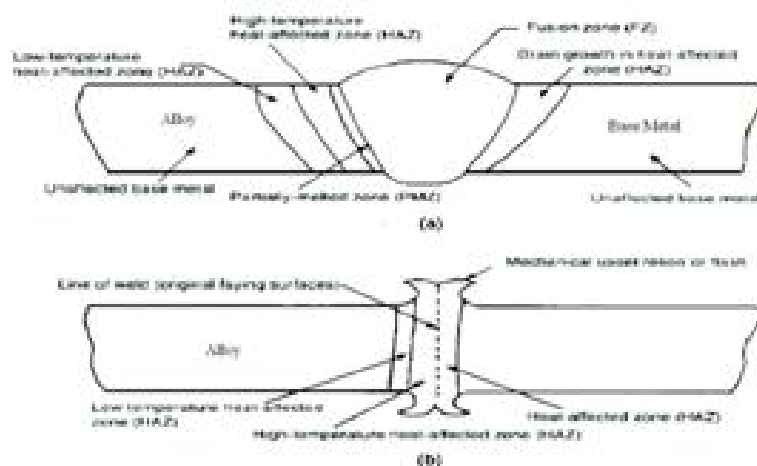 High-temperature
heat-affected zone (HAZ)
Fusion zone (FZ)
Low-temperature
heat-affected zone (HAZ)
Grain growth in heat-affected
zone (HAZ)
Alloy
Base Metal
Unaffected base metal
Partially-melted zone (PMZ)
Unaffected base metal
(a)
Mechanical upset region or flash
Line of weld (original faying surfaces)
Alloy
Low temperature heat-affected
zone (HAZ)
Heat-affected zone (HAZ)
High-temperature heat-affected zone (HAZ)
(b)